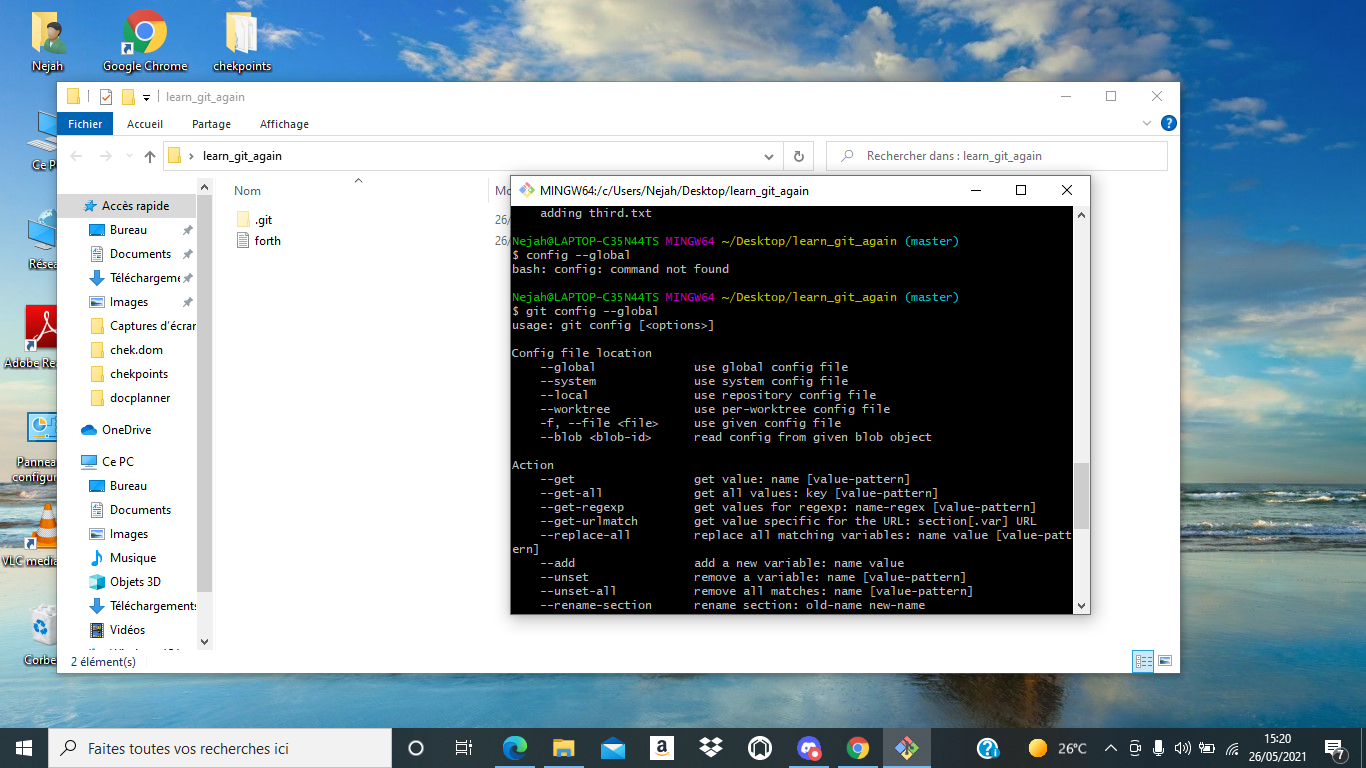 Nejah
Google Chrome
chekpoints
learn_git_again
Fichier
Accueil
Partage
Affichage
?
learn_git_again
Rechercher dans : learn_git_again
Ce P
Nom
Mo
Accès rapide
Bureau
Documents
Téléchargeme
Images
Captures d'écrar
chek.dom
chekpoints
docplanner
OneDrive
Ce PC
Bureau
Documents
Images
Musique
Objets 3D
Téléchargements
Vidéos
.git
26/
forth
26/
2 élément(s)
Résea
Adobe Re
Pannea
configur
VLC media
Corbe
MINGW64:/c/Users/Nejah/Desktop/learn_git_again
adding third.txt
Nejah@LAPTOP-C35N44TS MINGW64 ~/Desktop/learn_git_again (master)
$ config --global
bash: config: command not found
Nejah@LAPTOP-C35N44TS MINGW64 ~/Desktop/learn_git_again (master)
$ git config --global
usage: git config [<options>]
Config file location
--global use global config file
--system use system config file
--local use repository config file
--worktree use per-worktree config file
-f, --file <file> use given config file
--blob <blob-id> read config from given blob object
Action
--get get value: name [value-pattern]
--get-all get all values: key [value-pattern]
--get-regexp get values for regexp: name-regex [value-pattern]
--get-urlmatch get value specific for the URL: section[.var] URL
--replace-all replace all matching variables: name value [value-patt
ern]
--add add a new variable: name value
--unset remove a variable: name [value-pattern]
--unset-all remove all matches: name [value-pattern]
--rename-section rename section: old-name new-name
Faites toutes vos recherches ici
a
?
26°C
15:20
26/05/2021
7